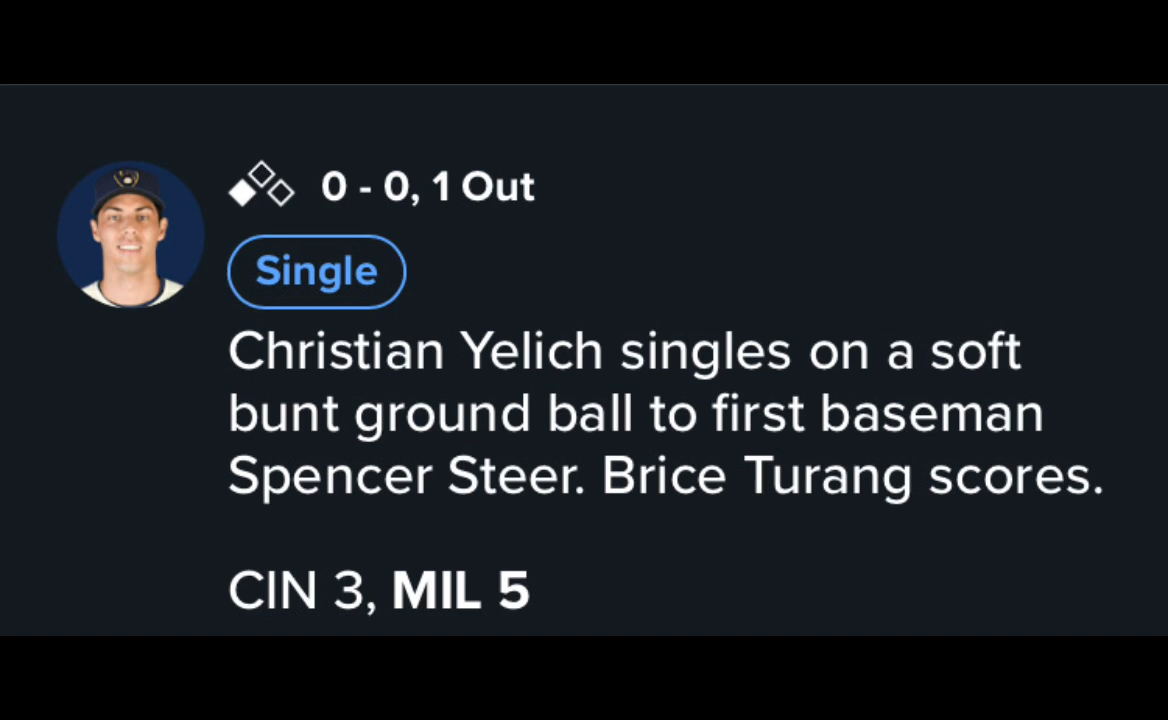 0 - 0, 1 Out
Single
Christian Yelich singles on a soft
bunt ground ball to first baseman
Spencer Steer. Brice Turang scores.
CIN 3, MIL 5